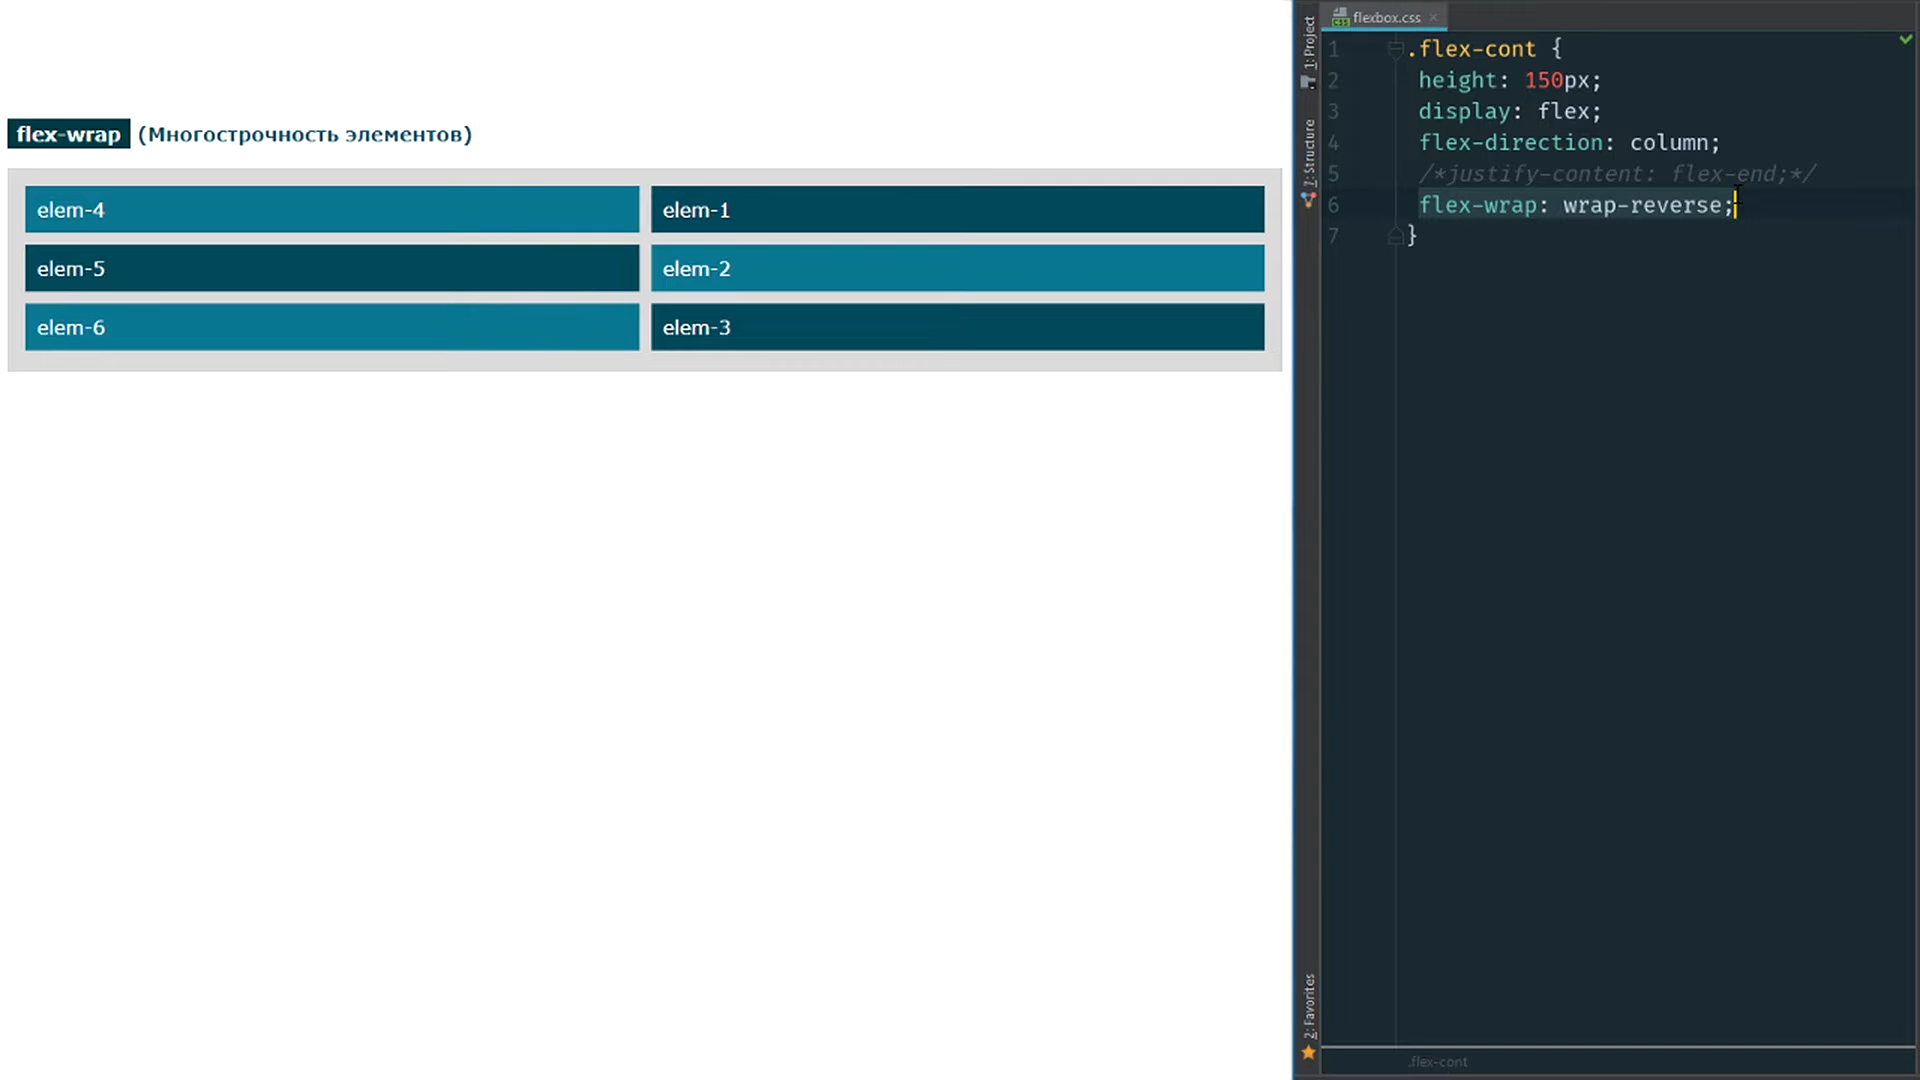 flex-wrap (Многострочность элементов)
elem-4 elem-1
elem-5 elem-2
elem-6 elem-3
1: Project
7: Structure
2: Favorites
flexbox.css ×
1 .flex-cont {
2 height: 150px;
3 display: flex;
4 flex-direction: column;
5 /*justify-content: flex-end;*/
6 flex-wrap: wrap-reverse;
7 }
.flex-cont